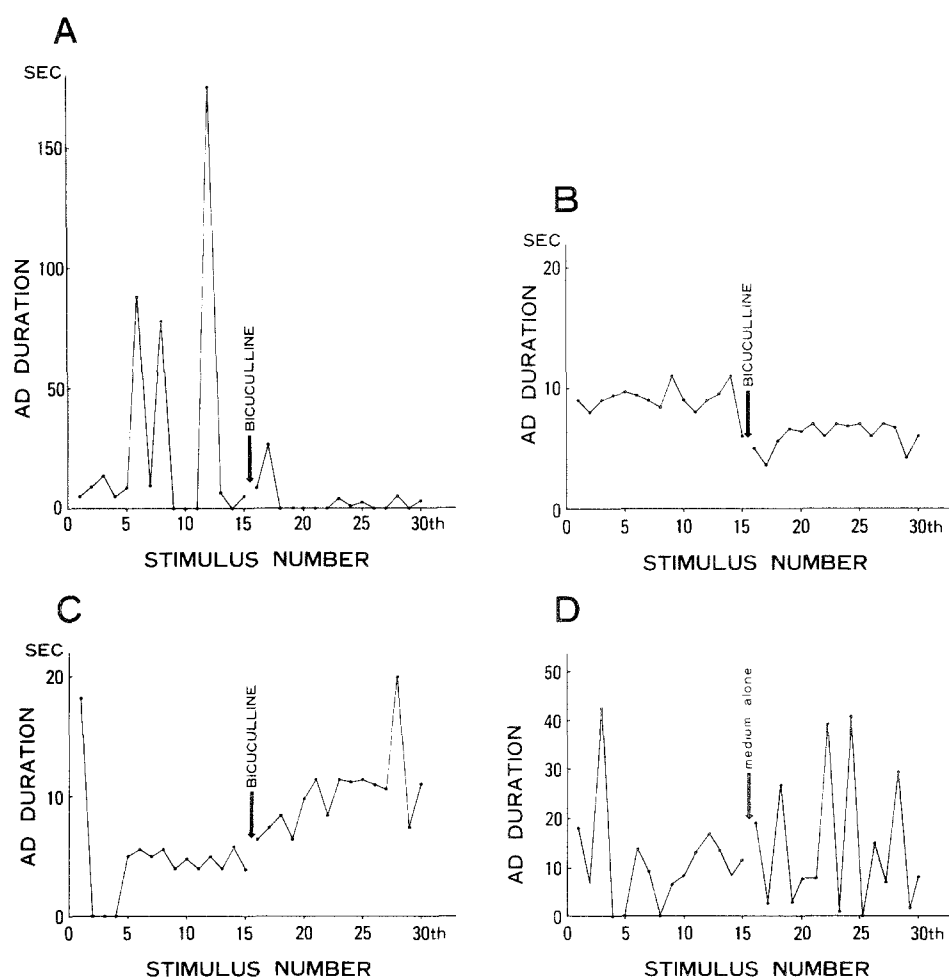 A
SEC
150
100
50
0
AD DURATION
BICUCULLINE
0 5 10 15 20 25 30th
STIMULUS NUMBER
B
SEC
20
10
0
AD DURATION
BICUCULLINE
0 5 10 15 20 25 30th
STIMULUS NUMBER
C
SEC
20
10
0
AD DURATION
BICUCULLINE
0 5 10 15 20 25 30th
STIMULUS NUMBER
D
50
40
30
20
10
0
AD DURATION
medium alone
0 5 10 15 20 25 30th
STIMULUS NUMBER